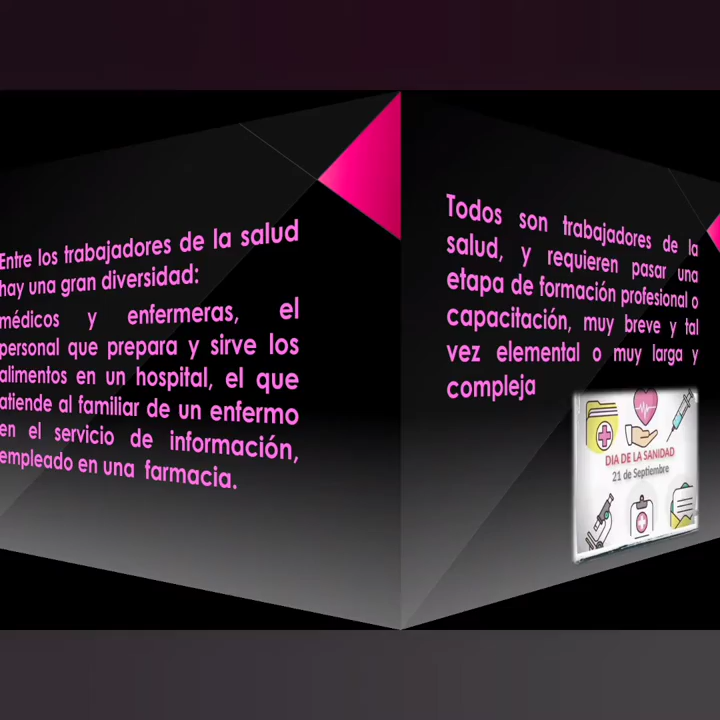 Entre los trabajadores de la salud
hay una gran diversidad:
médicos y enfermeras, el
personal que prepara y sirve los
alimentos en un hospital, el que
atiende al familiar de un enfermo
en el servicio de información,
empleado en una farmacia.
Todos son trabajadores de la
salud, y requieren pasar una
etapa de formación profesional o
capacitación, muy breve y tal
vez elemental o muy larga y
compleja
DIA DE LA SANIDAD
21 de Septiembre